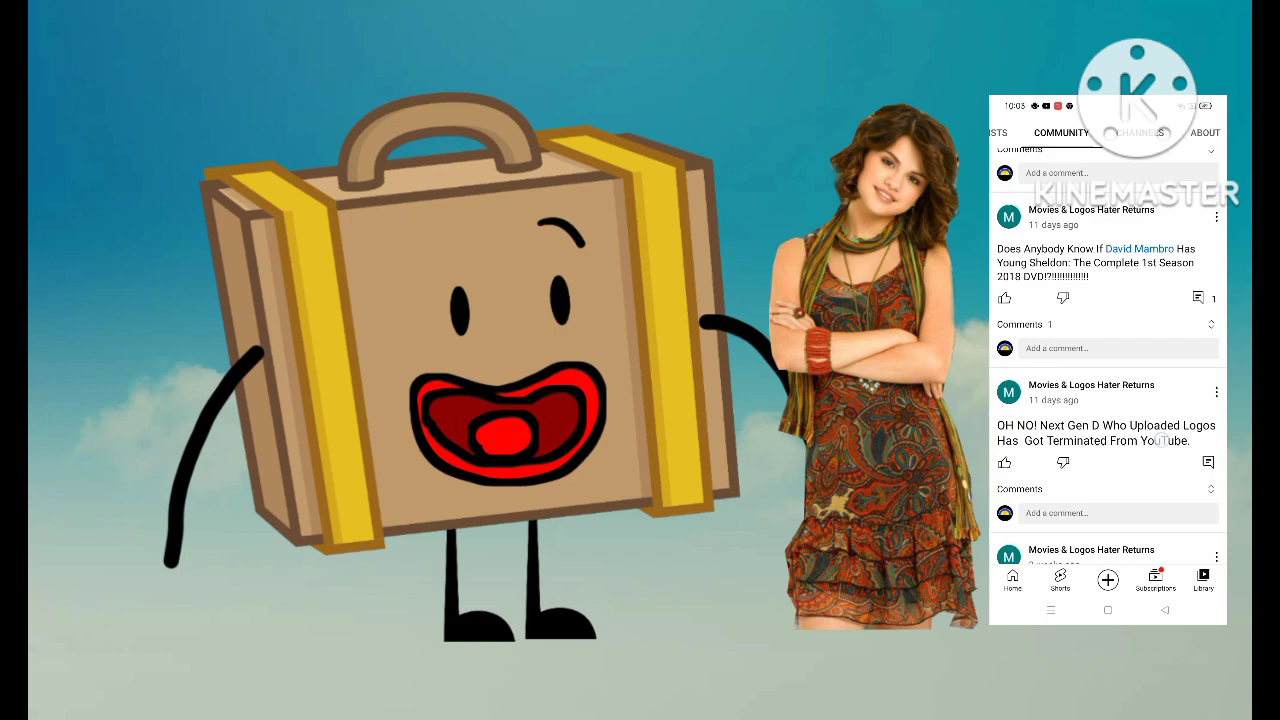 10:03
ISTS COMMUNITY CHANNELS ABOUT
Comments
Add a comment...
KINEMASTER
M
Movies & Logos Hater Returns
11 days ago
Does Anybody Know If David Mambro Has
Young Sheldon: The Complete 1st Season
2018 DVD!?!!!!!!!!!!!!!
1
Comments 1
Add a comment...
M
Movies & Logos Hater Returns
11 days ago
OH NO! Next Gen D Who Uploaded Logos
Has Got Terminated From YouTube.
Comments
Add a comment...
M
Movies & Logos Hater Returns
Home Shorts Subscriptions Library